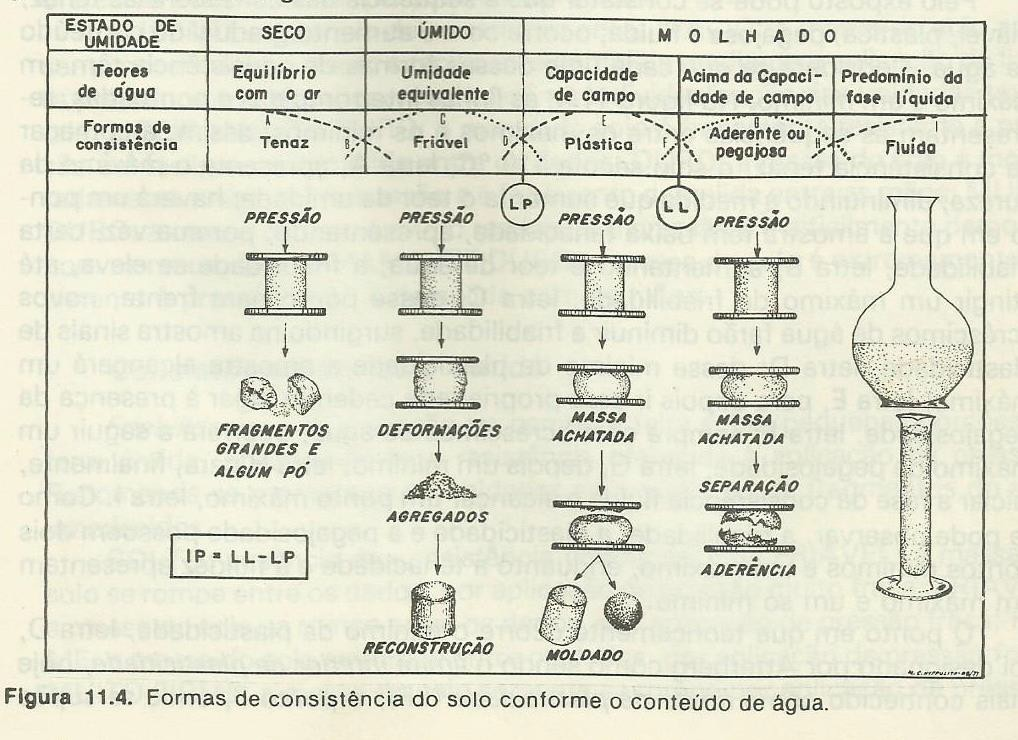 ESTADO DE UMIDADE
SECO
ÚMIDO
MOLHADO
Teores de água
Equilíbrio com o ar
Umidade equivalente
Capacidade de campo
Acima da Capaci-
dade de campo
Predomínio da fase líquida
Formas de consistência
A
Tenaz
B
C
Friável
D
E
Plástica
F
G
Aderente ou pegajosa
H
I
Fluída
LP
LL
PRESSÃO
PRESSÃO
PRESSÃO
PRESSÃO
FRAGMENTOS
GRANDES E
ALGUM PÓ
DEFORMAÇÕES
AGREGADOS
RECONSTRUÇÃO
MASSA
ACHATADA
MOLDADO
MASSA
ACHATADA
SEPARAÇÃO
ADERÊNCIA
IP = LL-LP
Figura 11.4. Formas de consistência do solo conforme o conteúdo de água.